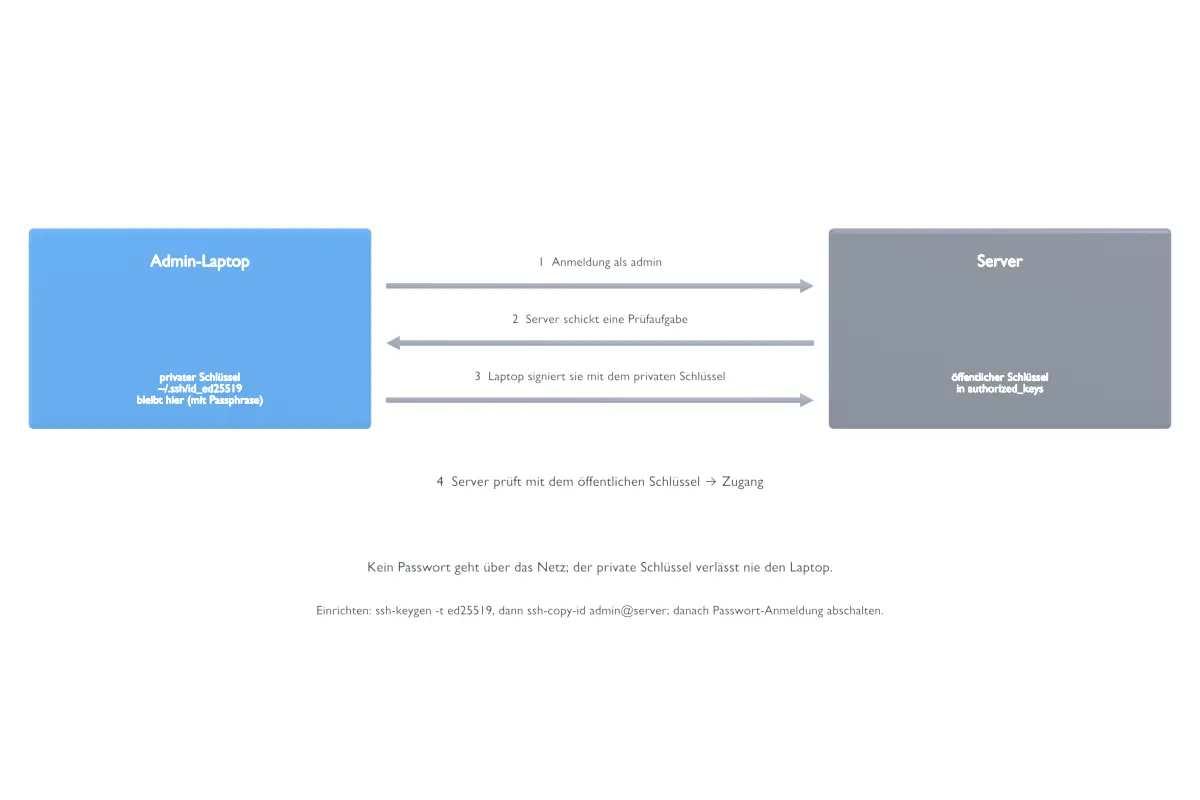 Admin-Laptop
privater Schlüssel
~/.ssh/id_ed25519
bleibt hier (mit Passphrase)
1 Anmeldung als admin
2 Server schickt eine Prüfaufgabe
3 Laptop signiert sie mit dem privaten Schlüssel
Server
öffentlicher Schlüssel
in authorized_keys
4 Server prüft mit dem öffentlichen Schlüssel → Zugang
Kein Passwort geht über das Netz; der private Schlüssel verlässt nie den Laptop.
Einrichten: ssh-keygen -t ed25519, dann ssh-copy-id admin@server; danach Passwort-Anmeldung abschalten.